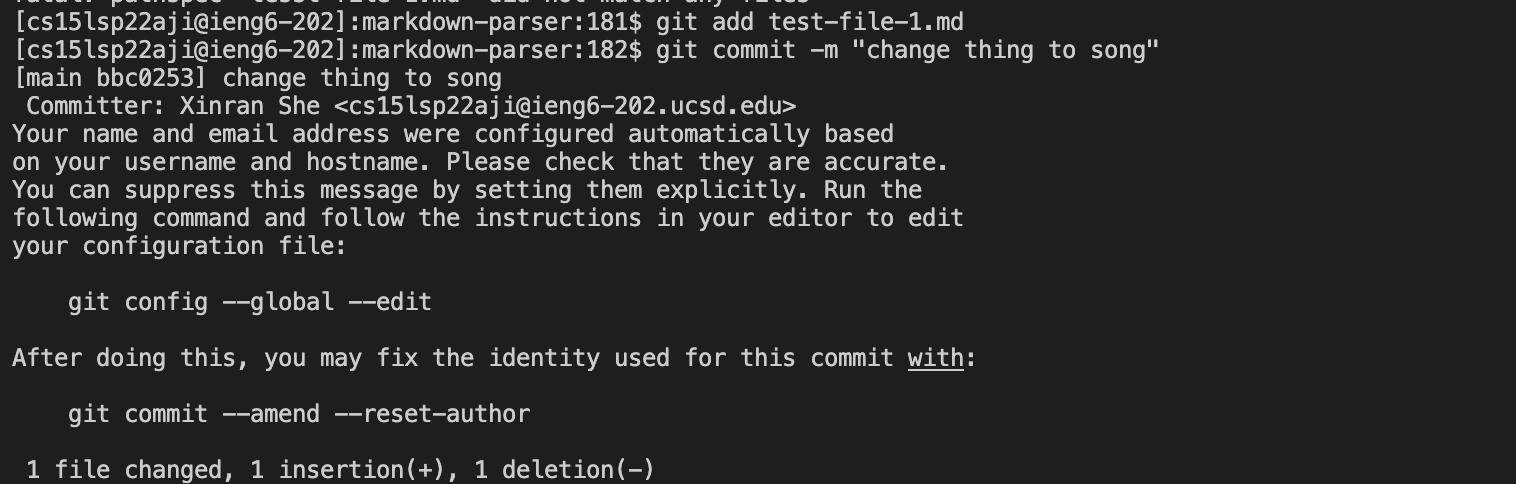 [cs15lsp22aji@ieng6-202]:markdown-parser:181$ git add test-file-1.md
[cs15lsp22aji@ieng6-202]:markdown-parser:182$ git commit -m "change thing to song"
[main bbc0253] change thing to song
 Committer: Xinran She <cs15lsp22aji@ieng6-202.ucsd.edu>
Your name and email address were configured automatically based
on your username and hostname. Please check that they are accurate.
You can suppress this message by setting them explicitly. Run the
following command and follow the instructions in your editor to edit
your configuration file:
    git config --global --edit
After doing this, you may fix the identity used for this commit with:
    git commit --amend --reset-author
 1 file changed, 1 insertion(+), 1 deletion(-)